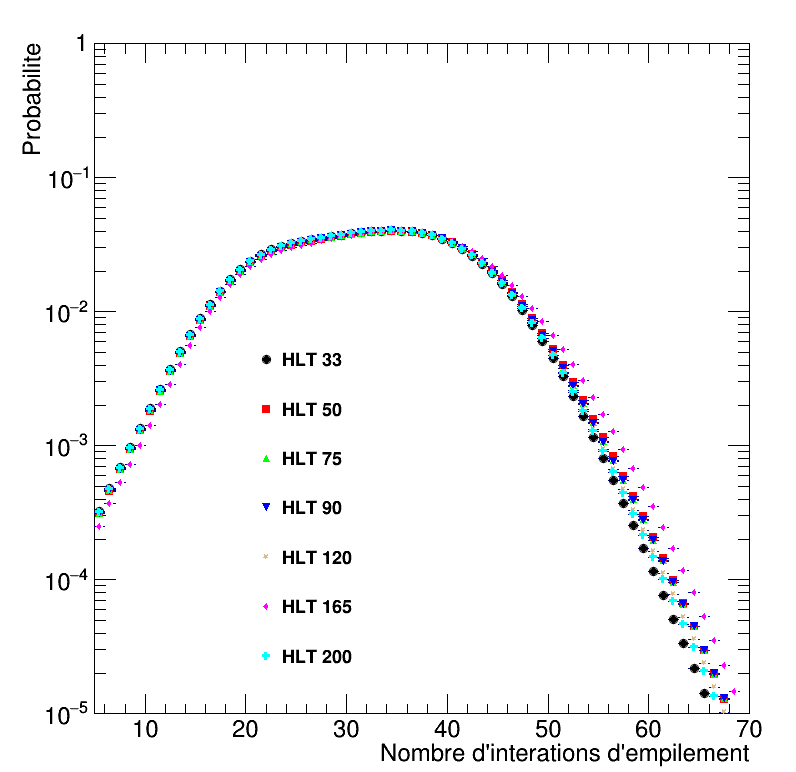 Probabilite
1
10⁻¹
10⁻²
10⁻³
10⁻⁴
10⁻⁵
HLT 33
HLT 50
HLT 75
HLT 90
HLT 120
HLT 165
HLT 200
10 20 30 40 50 60 70
Nombre d'interations d'empilement